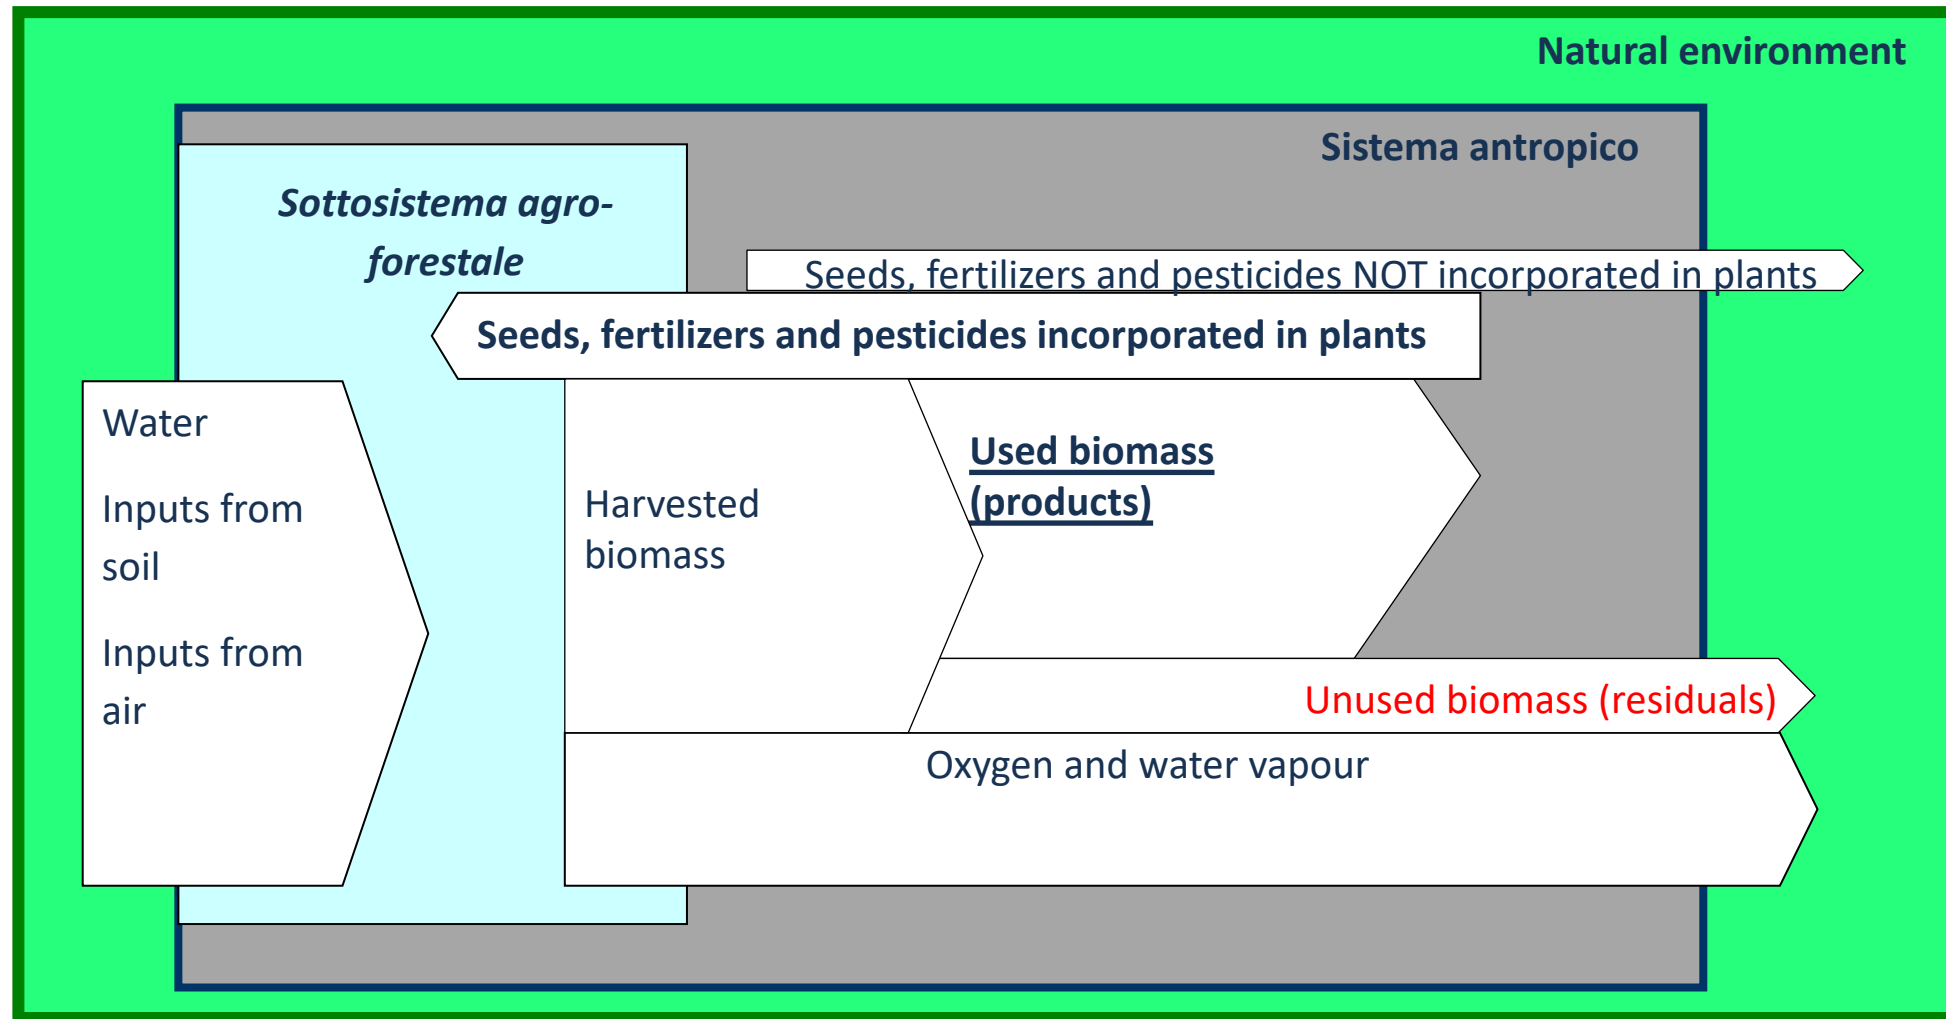 Natural environment
Sistema antropico
Sottosistema agro-
forestale
Seeds, fertilizers and pesticides NOT incorporated in plants
Seeds, fertilizers and pesticides incorporated in plants
Water
Inputs from
soil
Inputs from
air
Harvested
biomass
Used biomass
(products)
Unused biomass (residuals)
Oxygen and water vapour